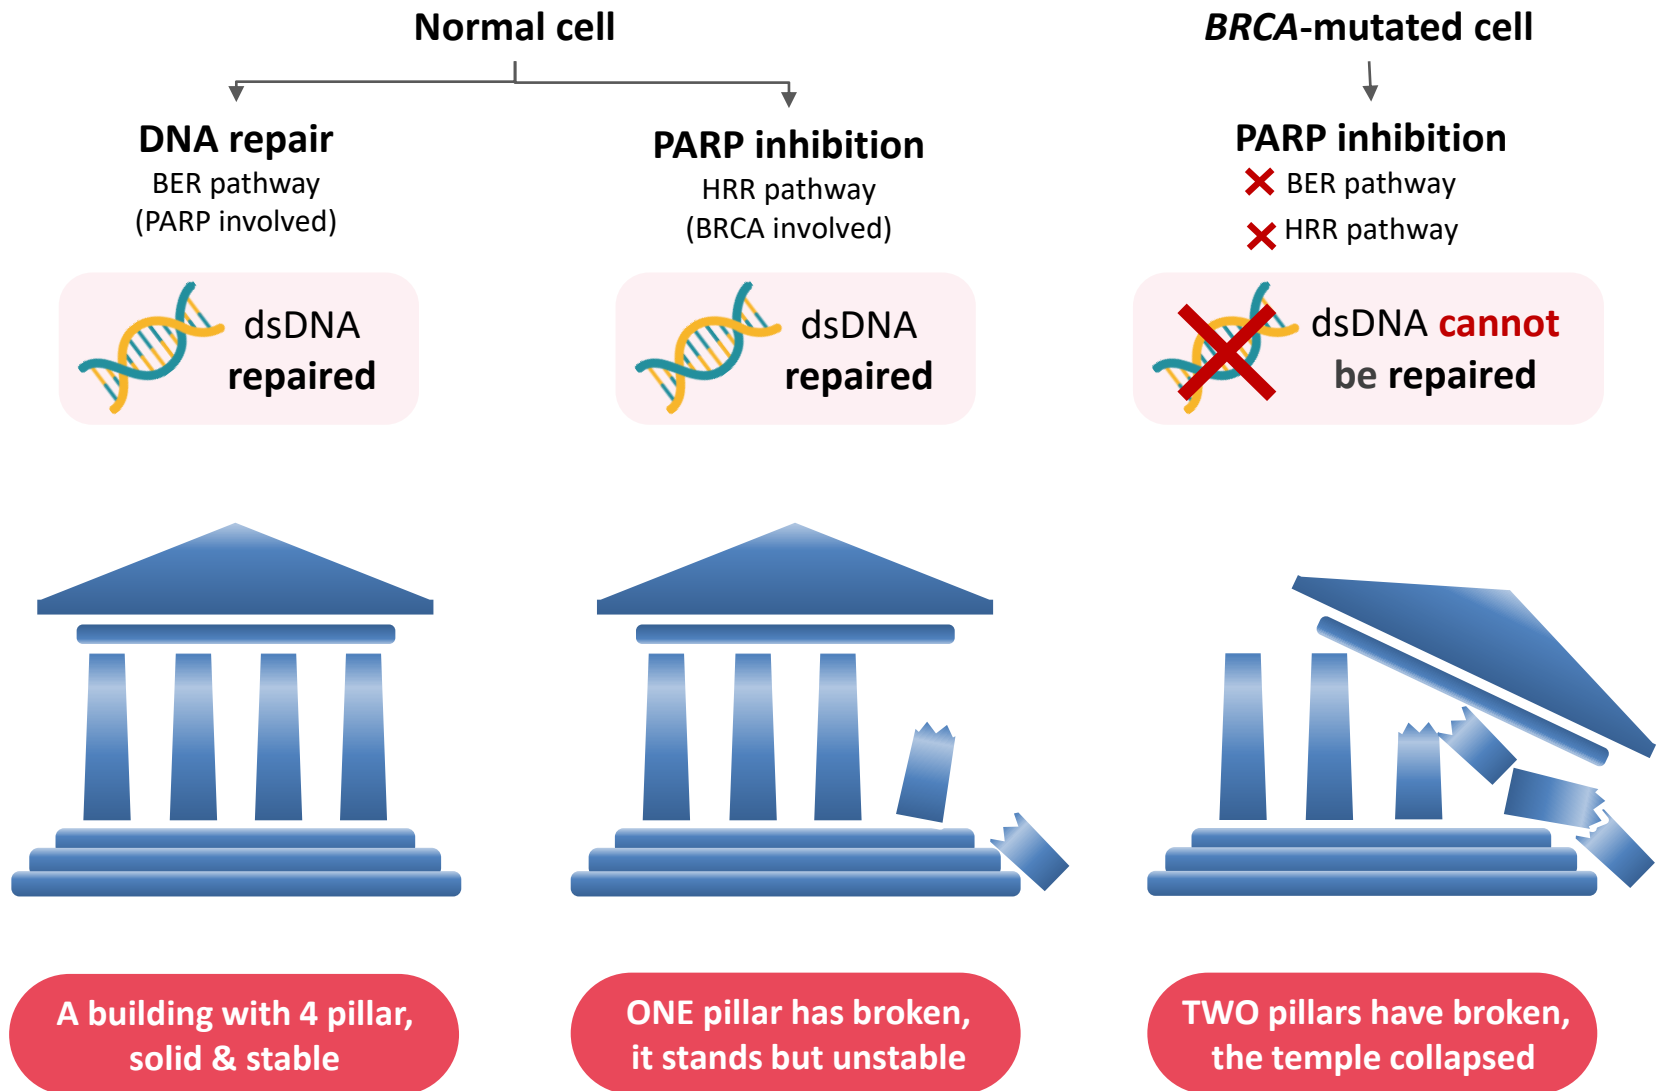 Normal cell
BRCA-mutated cell
DNA repair
BER pathway
(PARP involved)
PARP inhibition
HRR pathway
(BRCA involved)
PARP inhibition
BER pathway
HRR pathway
dsDNA
repaired
dsDNA
repaired
dsDNA cannot
be repaired
A building with 4 pillar,
solid & stable
ONE pillar has broken,
it stands but unstable
TWO pillars have broken,
the temple collapsed